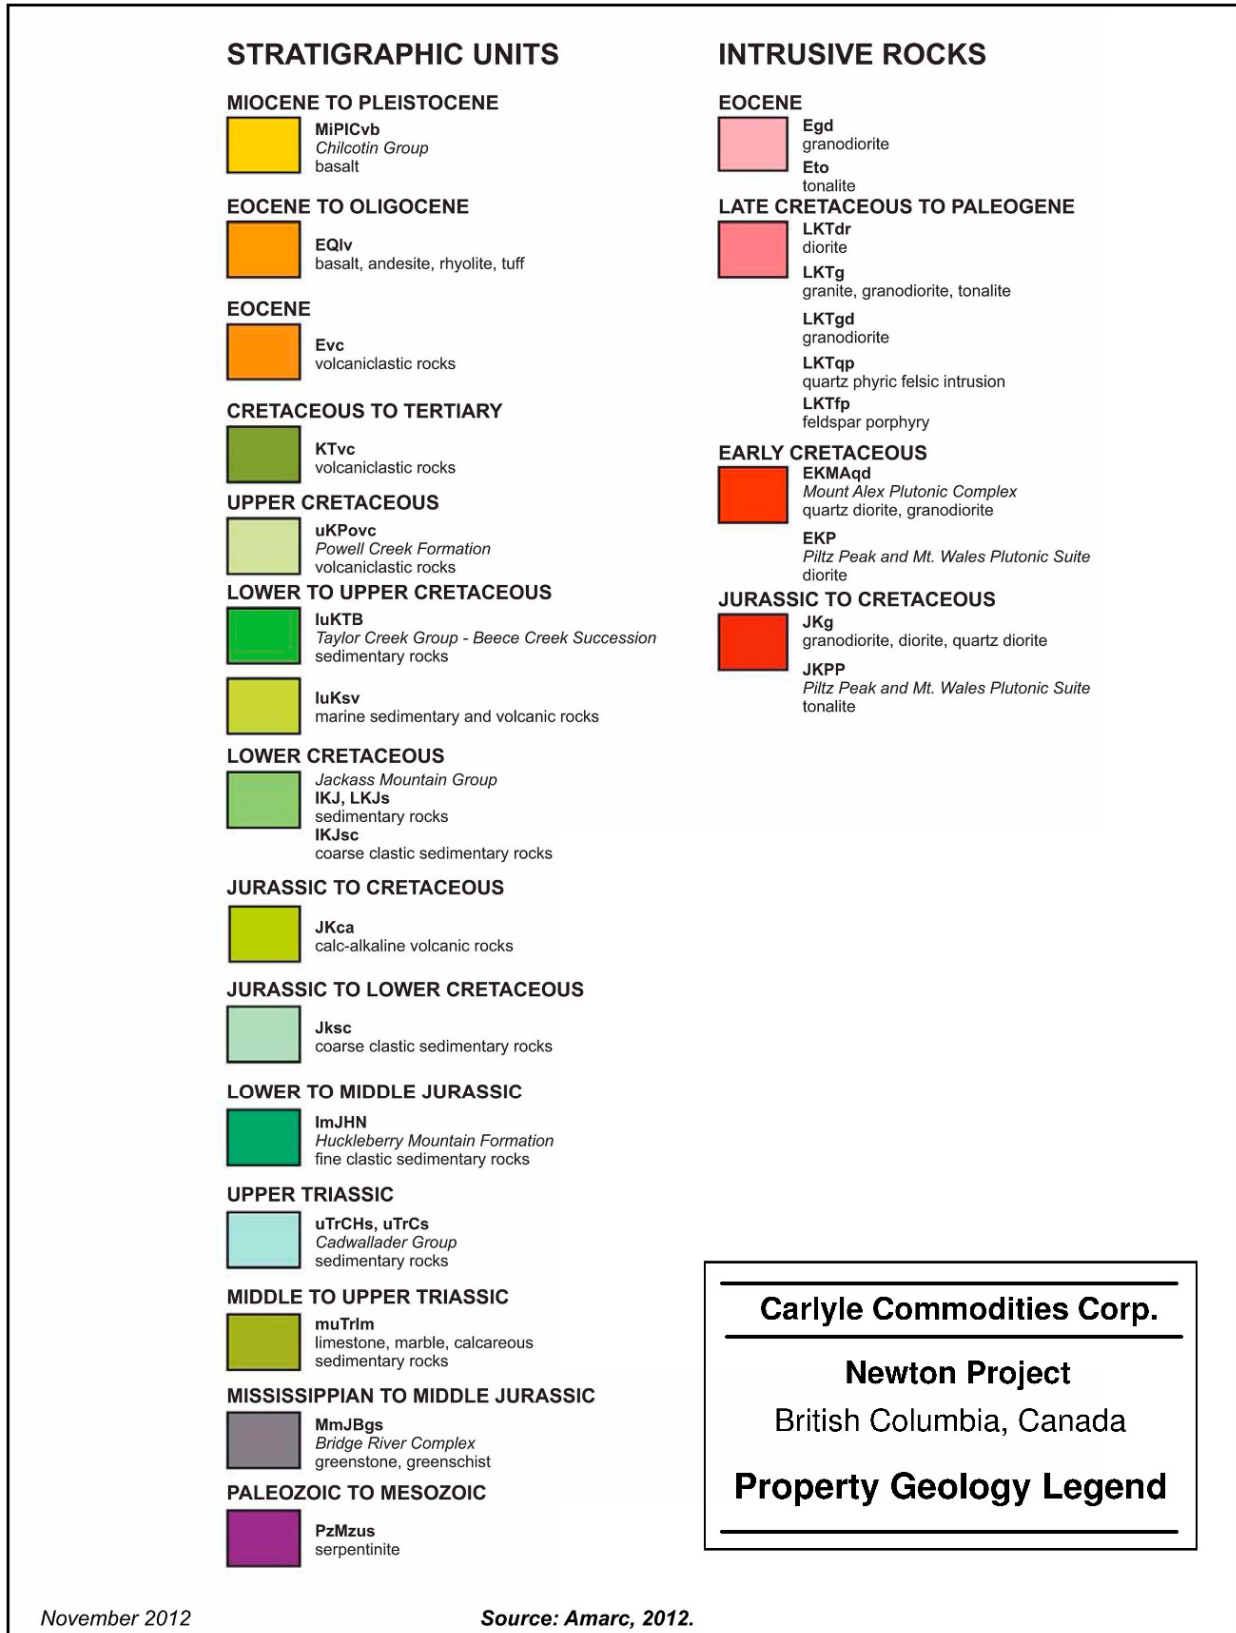 STRATIGRAPHIC UNITS
MIOCENE TO PLEISTOCENE
MiPlCvb
Chilcotin Group
basalt
EOCENE TO OLIGOCENE
EQlv
basalt, andesite, rhyolite, tuff
EOCENE
Evc
volcaniclastic rocks
CRETACEOUS TO TERTIARY
KTvc
volcaniclastic rocks
UPPER CRETACEOUS
uKPovc
Powell Creek Formation
volcaniclastic rocks
LOWER TO UPPER CRETACEOUS
luKTB
Taylor Creek Group - Beece Creek Succession
sedimentary rocks
luKsv
marine sedimentary and volcanic rocks
LOWER CRETACEOUS
Jackass Mountain Group
lKJ, LKJs
sedimentary rocks
lKJsc
coarse clastic sedimentary rocks
JURASSIC TO CRETACEOUS
JKca
calc-alkaline volcanic rocks
JURASSIC TO LOWER CRETACEOUS
Jksc
coarse clastic sedimentary rocks
LOWER TO MIDDLE JURASSIC
lmJHN
Huckleberry Mountain Formation
fine clastic sedimentary rocks
UPPER TRIASSIC
uTrCHs, uTrCs
Cadwallader Group
sedimentary rocks
MIDDLE TO UPPER TRIASSIC
muTrlm
limestone, marble, calcareous
sedimentary rocks
MISSISSIPPIAN TO MIDDLE JURASSIC
MmJBgs
Bridge River Complex
greenstone, greenschist
PALEOZOIC TO MESOZOIC
PzMzus
serpentinite
INTRUSIVE ROCKS
EOCENE
Egd
granodiorite
Eto
tonalite
LATE CRETACEOUS TO PALEOGENE
LKTdr
diorite
LKTg
granite, granodiorite, tonalite
LKTgd
granodiorite
LKTqp
quartz phyric felsic intrusion
LKTfp
feldspar porphyry
EARLY CRETACEOUS
EKMAqd
Mount Alex Plutonic Complex
quartz diorite, granodiorite
EKP
Piltz Peak and Mt. Wales Plutonic Suite
diorite
JURASSIC TO CRETACEOUS
JKg
granodiorite, diorite, quartz diorite
JKPP
Piltz Peak and Mt. Wales Plutonic Suite
tonalite
Carlyle Commodities Corp.
Newton Project
British Columbia, Canada
Property Geology Legend
November 2012
Source: Amarc, 2012.